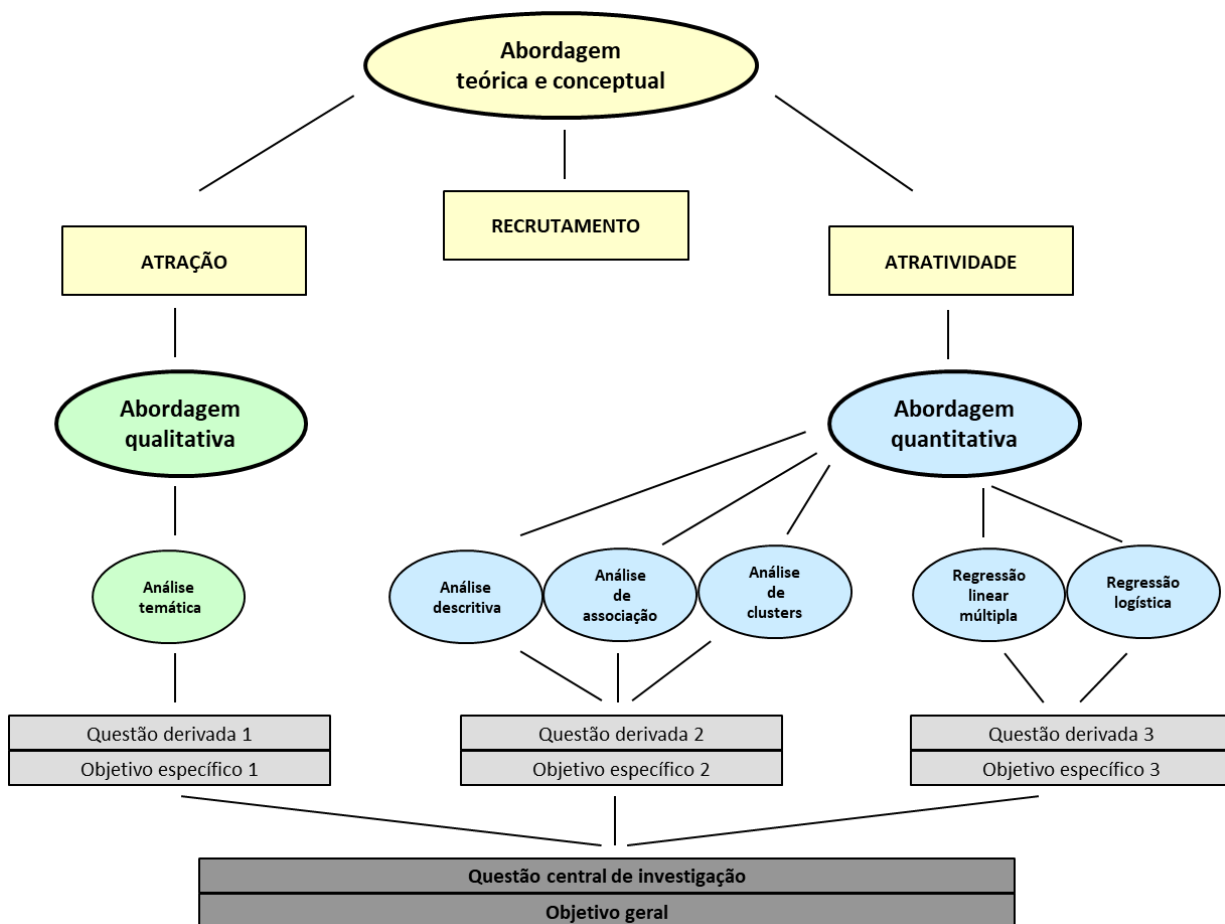 Abordagem
teórica e conceptual
RECRUTAMENTO
ATRAÇÃO
ATRATIVIDADE
Abordagem
qualitativa
Abordagem
quantitativa
Análise
temática
Análise
descritiva
Análise
de
associação
Análise
de
clusters
Regressão
linear
múltipla
Regressão
logística
Questão derivada 1
Objetivo específico 1
Questão derivada 2
Objetivo específico 2
Questão derivada 3
Objetivo específico 3
Questão central de investigação
Objetivo geral